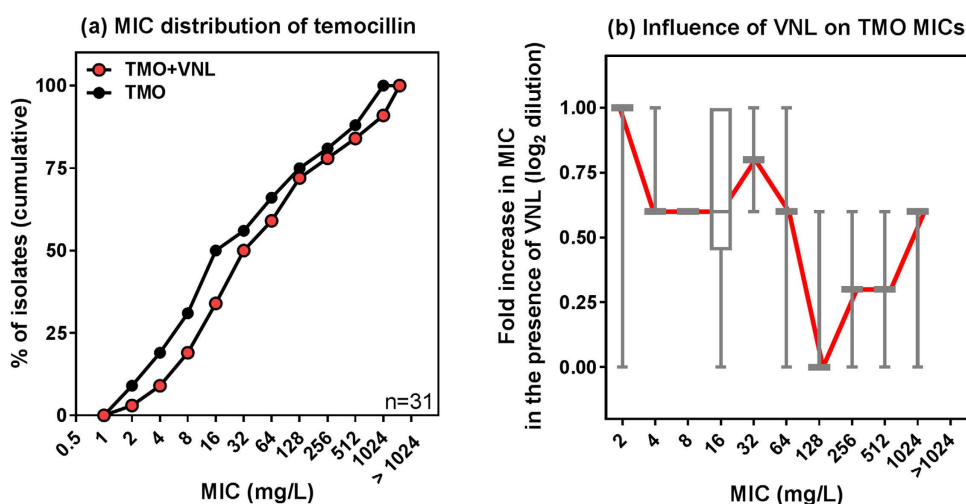 (a) MIC distribution of temocillin
TMO+VNL
TMO
% of isolates (cumulative)
100
75
50
25
0
n=31
0.5 1 2 4 8 16 32 64 128 256 512 1024 > 1024
MIC (mg/L)
(b) Influence of VNL on TMO MICs
Fold increase in MIC
in the presence of VNL (log2 dilution)
1.00
0.75
0.50
0.25
0.00
2 4 8 16 32 64 128 256 512 1024 > 1024
MIC (mg/L)